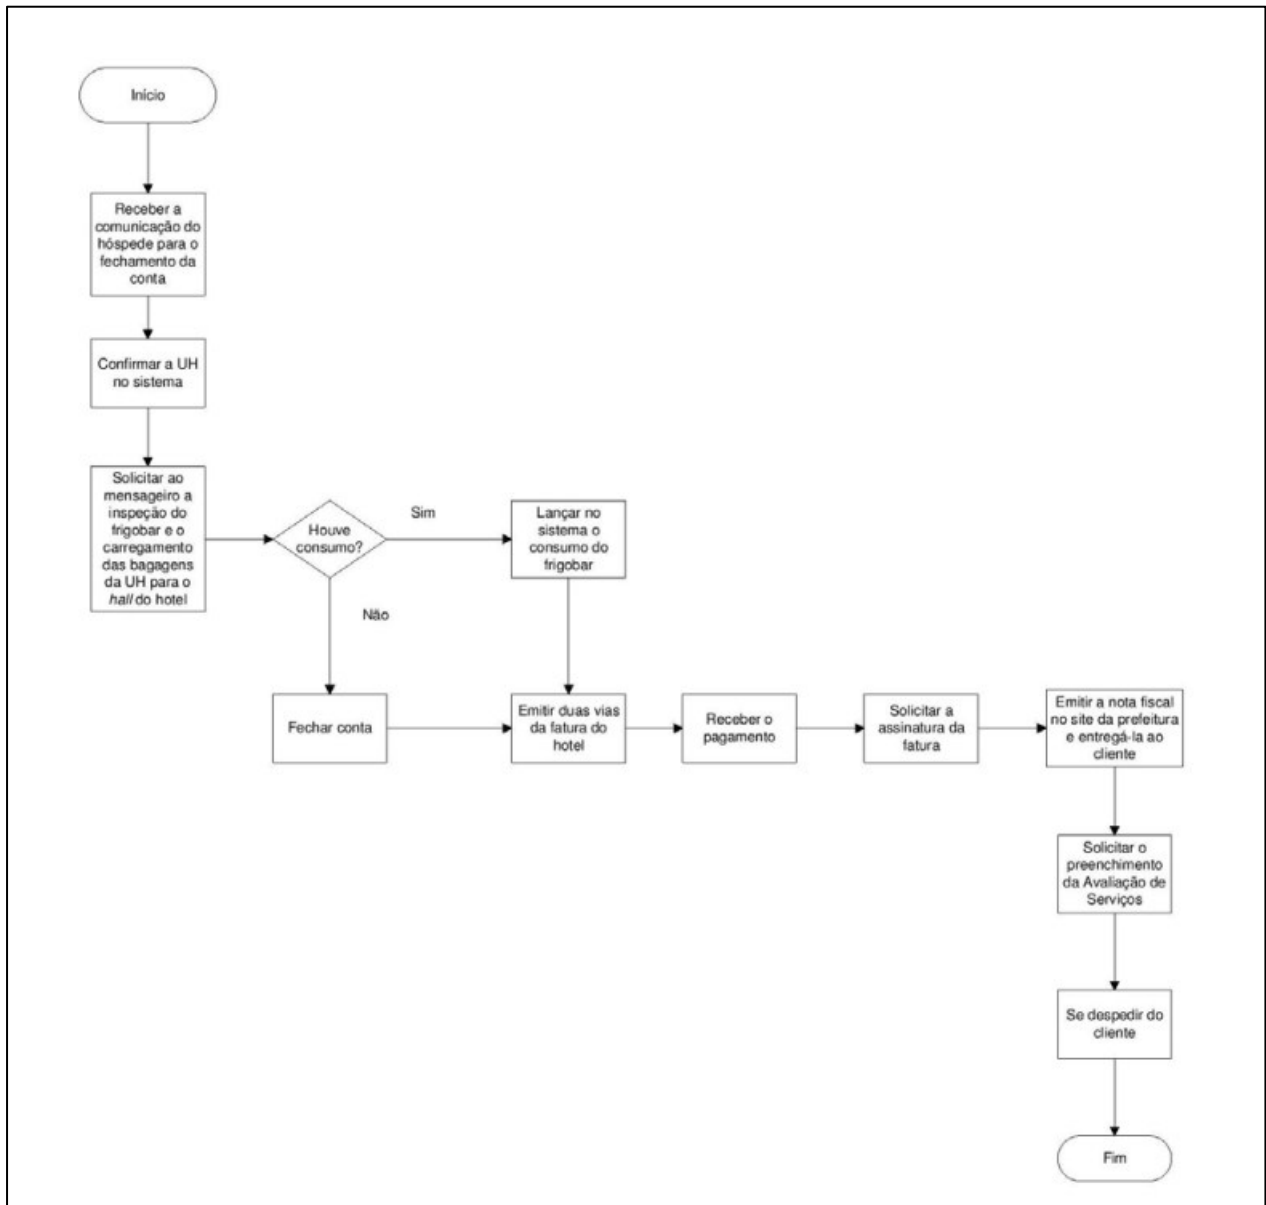 Início
Receber a
comunicação do
hóspede para o
fechamento da
conta
Confirmar a UH
no sistema
Solicitar ao
mensageiro a
inspeção do
frigobar e o
carregamento
das bagagens
da UH para o
hall do hotel
Houve
consumo?
Sim
Lançar no
sistema o
consumo do
frigobar
Não
Fechar conta
Emitir duas vias
da fatura do
hotel
Receber o
pagamento
Solicitar a
assinatura da
fatura
Emitir a nota fiscal
no site da prefeitura
e entregá-la ao
cliente
Solicitar o
preenchimento
da Avaliação de
Serviços
Se despedir do
cliente
Fim